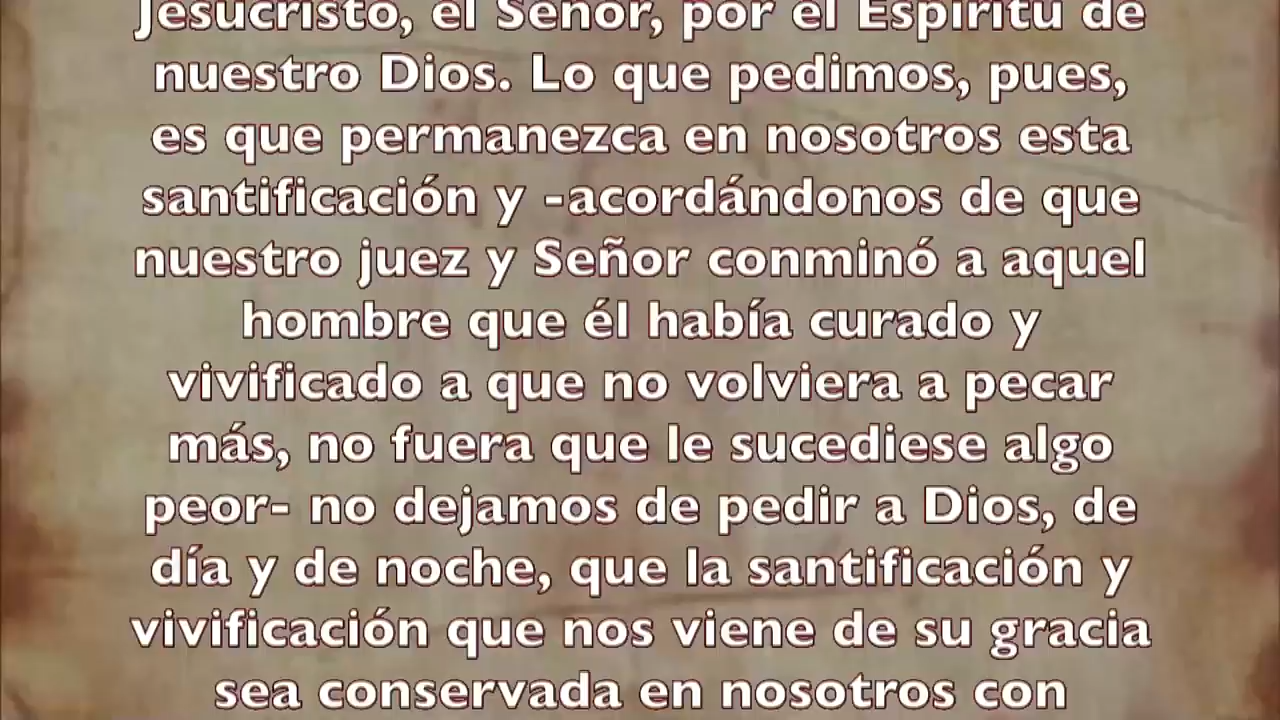 Jesucristo, el Señor, por el Espíritu de
nuestro Dios. Lo que pedimos, pues,
es que permanezca en nosotros esta
santificación y -acordándonos de que
nuestro juez y Señor conminó a aquel
hombre que él había curado y
vivificado a que no volviera a pecar
más, no fuera que le sucediese algo
peor- no dejamos de pedir a Dios, de
día y de noche, que la santificación y
vivificación que nos viene de su gracia
sea conservada en nosotros con